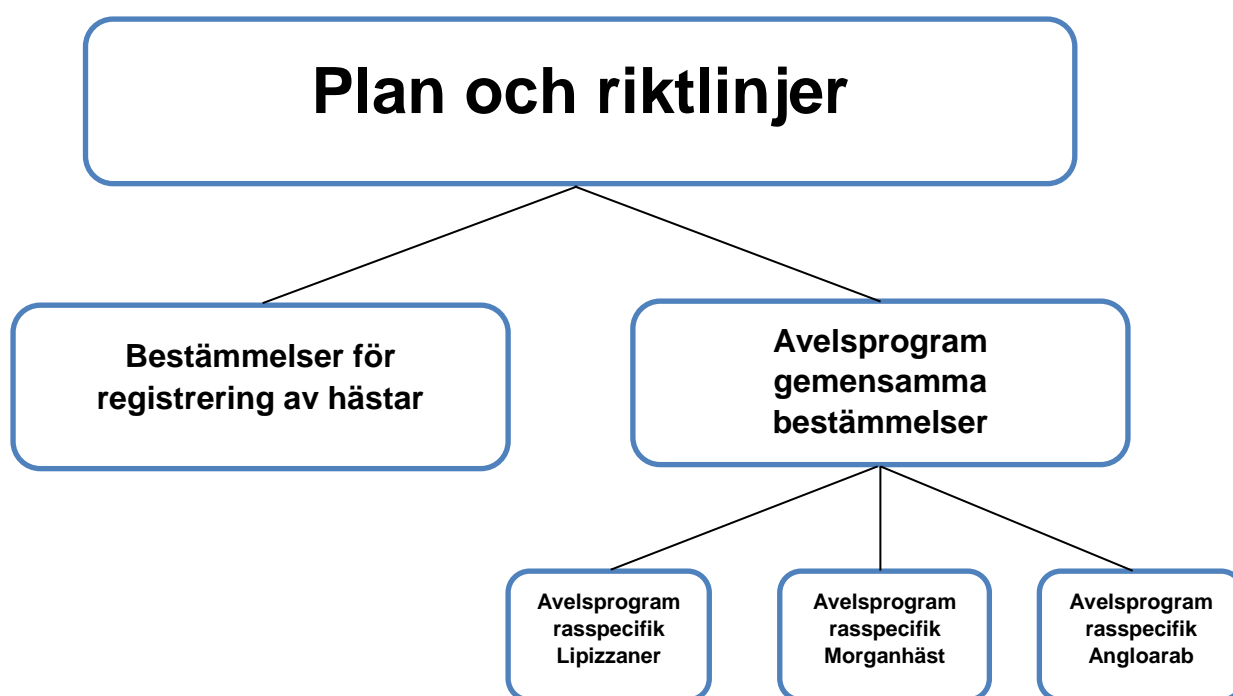 Plan och riktlinjer
Bestämmelser för
registrering av hästar
Avelsprogram
gemensamma
bestämmelser
Avelsprogram
rasspecifik
Lipizzaner
Avelsprogram
rasspecifik
Morganhäst
Avelsprogram
rasspecifik
Angloarab